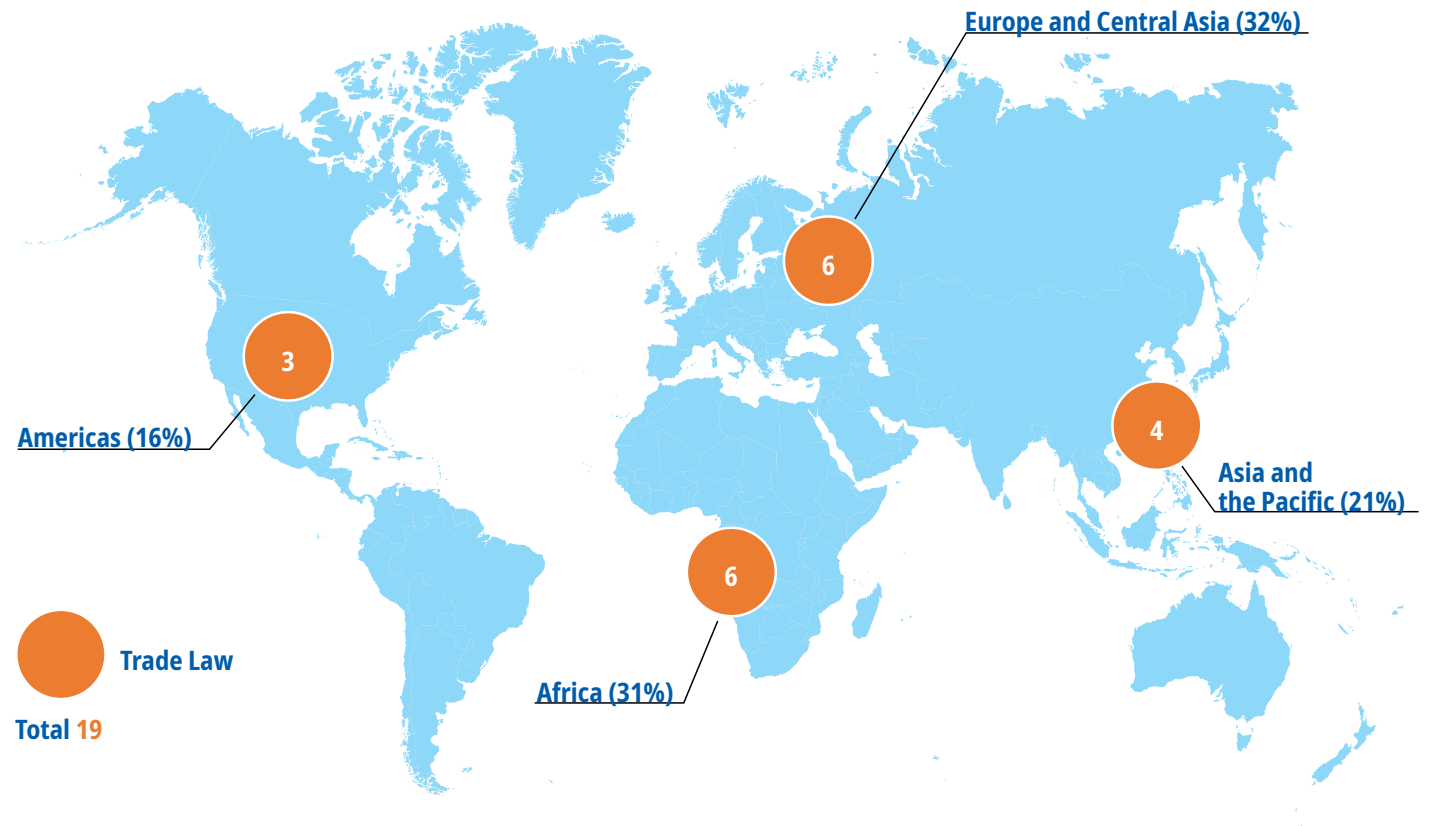 Europe and Central Asia (32%)
6
3
Americas (16%)
4
Asia and
the Pacific (21%)
6
Africa (31%)
Trade Law
Total 19